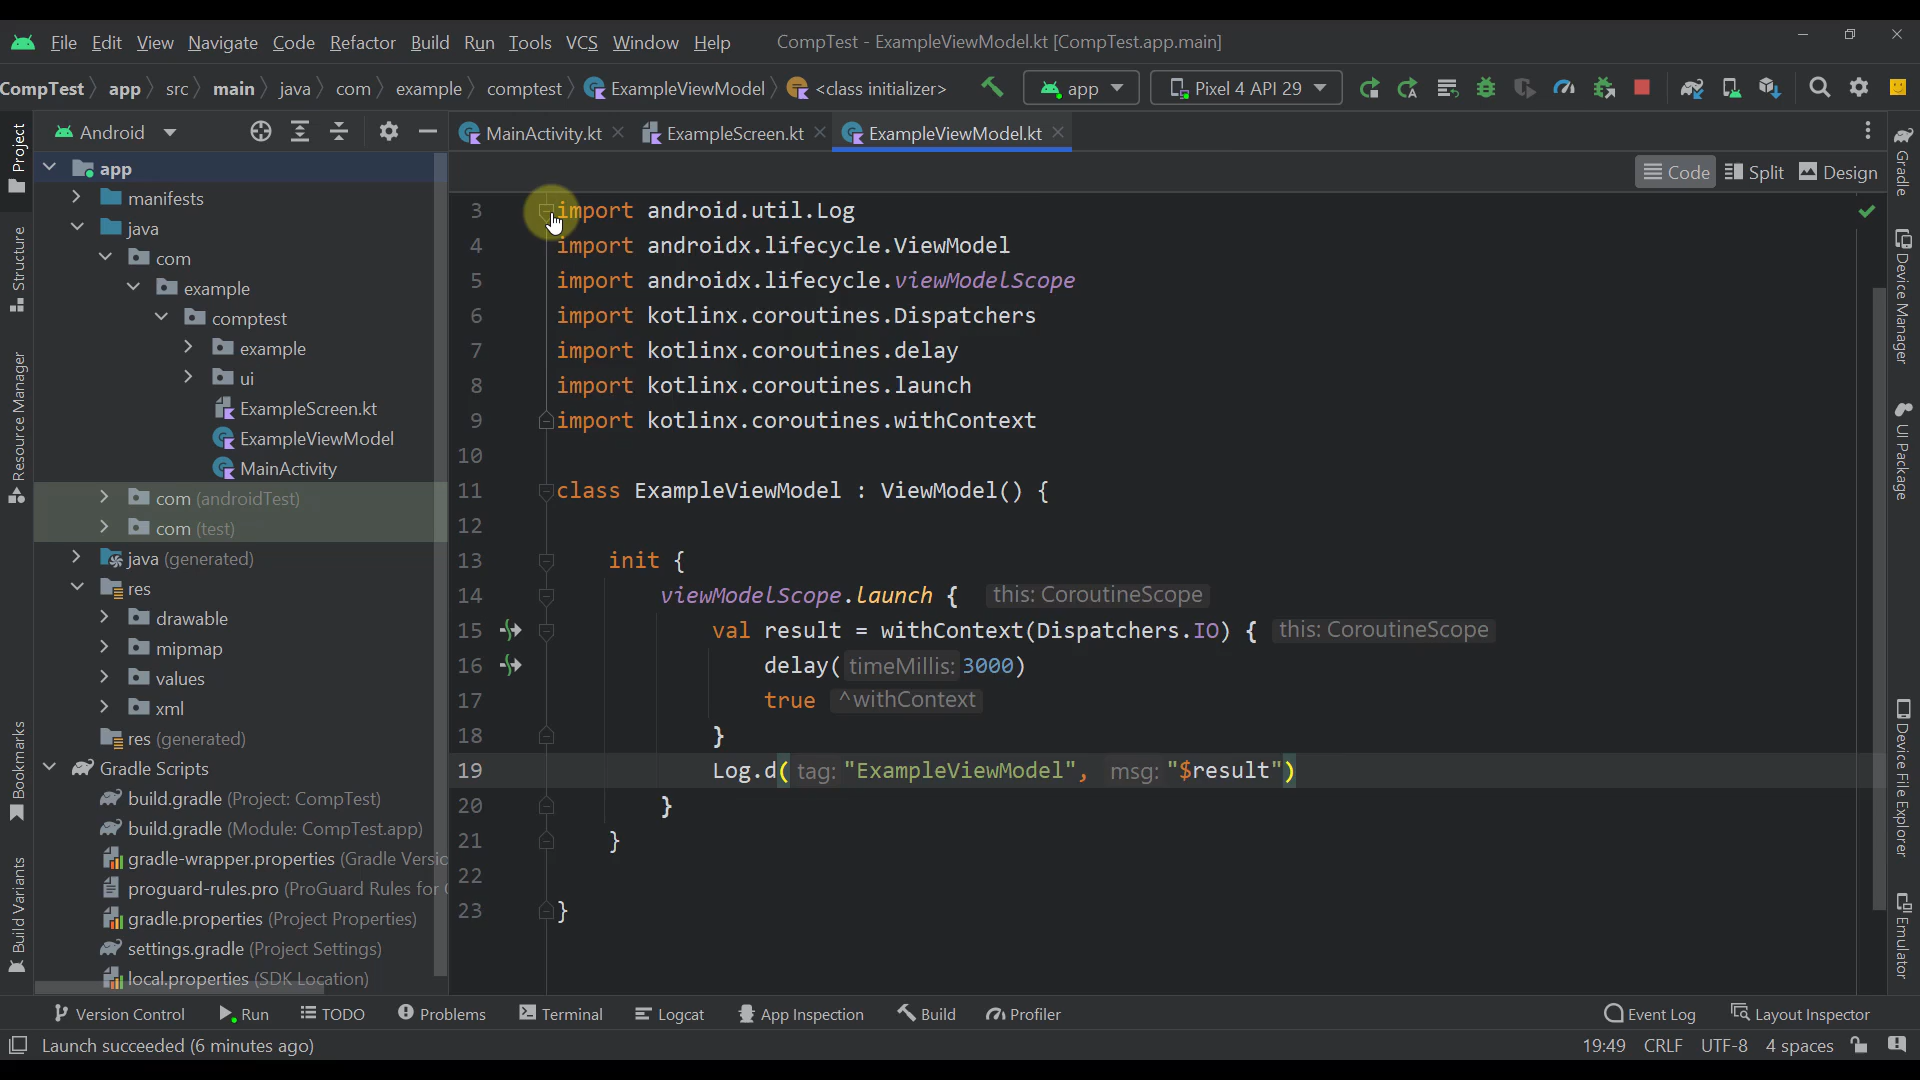 File Edit View Navigate Code Refactor Build Run Tools VCS Window Help CompTest - ExampleViewModel.kt [CompTest.app.main]
CompTest app src main java com example comptest ExampleViewModel <class initializer> app Pixel 4 API 29
Project
Structure
Resource Manager
Bookmarks
Build Variants
Android
app
manifests
java
com
example
comptest
example
ui
ExampleScreen.kt
ExampleViewModel
MainActivity
com (androidTest)
com (test)
java (generated)
res
drawable
mipmap
values
xml
res (generated)
Gradle Scripts
build.gradle (Project: CompTest)
build.gradle (Module: CompTest.app)
gradle-wrapper.properties (Gradle Versio
proguard-rules.pro (ProGuard Rules for
gradle.properties (Project Properties)
settings.gradle (Project Settings)
local.properties (SDK Location)
MainActivity.kt ExampleScreen.kt ExampleViewModel.kt
Code Split Design
3 import android.util.Log
4 import androidx.lifecycle.ViewModel
5 import androidx.lifecycle.viewModelScope
6 import kotlinx.coroutines.Dispatchers
7 import kotlinx.coroutines.delay
8 import kotlinx.coroutines.launch
9 import kotlinx.coroutines.withContext
10
11 class ExampleViewModel : ViewModel() {
12
13 init {
14 viewModelScope.launch { this: CoroutineScope
15 val result = withContext(Dispatchers.IO) { this: CoroutineScope
16 delay( timeMillis: 3000)
17 true ^withContext
18 }
19 Log.d( tag: "ExampleViewModel", msg: "$result")
20 }
21 }
22
23 }
Gradle
Device Manager
UI Package
Device File Explorer
Emulator
Version Control Run TODO Problems Terminal Logcat App Inspection Build Profiler Event Log Layout Inspector
Launch succeeded (6 minutes ago) 19:49 CRLF UTF-8 4 spaces